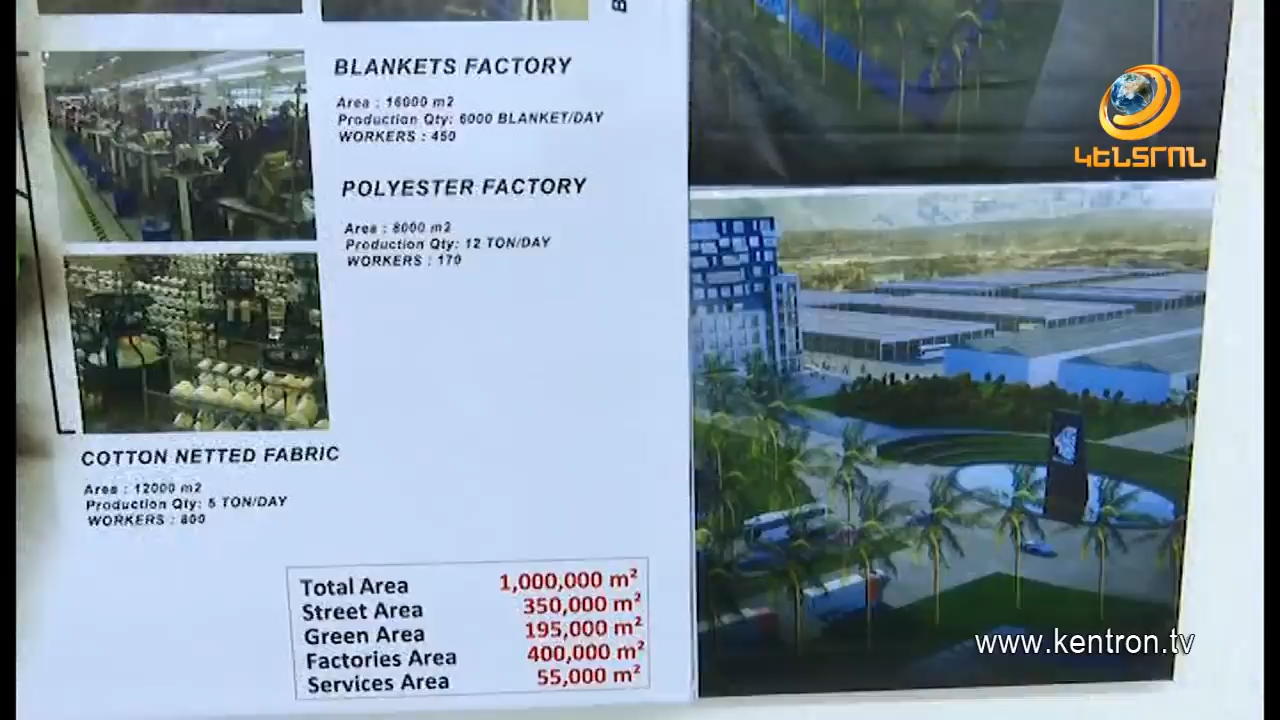 BLANKETS FACTORY
Area : 16000 m2
Production Qty: 6000 BLANKET/DAY
WORKERS : 450
POLYESTER FACTORY
Area : 8000 m2
Production Qty: 12 TON/DAY
WORKERS : 170
COTTON NETTED FABRIC
Area : 12000 m2
Production Qty: 5 TON/DAY
WORKERS : 800
Total Area 1,000,000 m²
Street Area 350,000 m²
Green Area 195,000 m²
Factories Area 400,000 m²
Services Area 55,000 m²
ԿԵՆՏՐՈՆ
www.kentron.tv